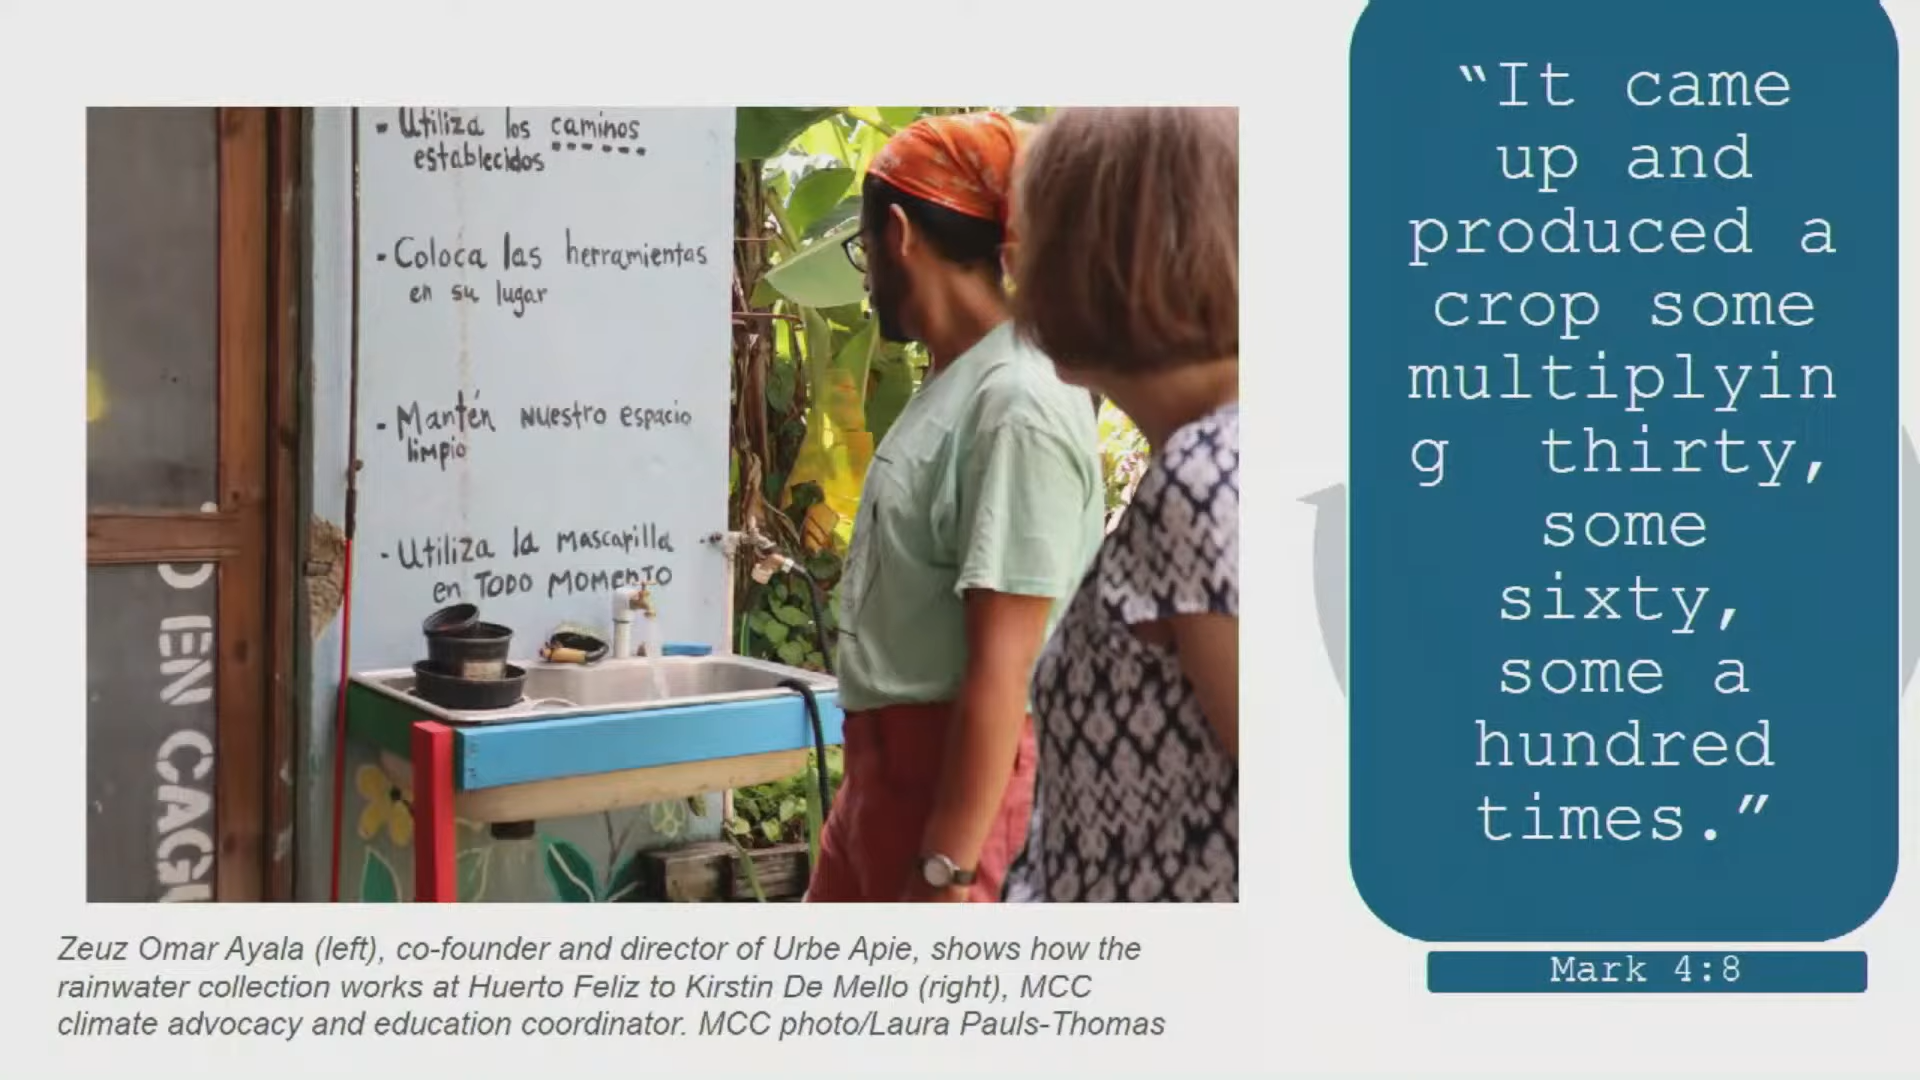 - Utiliza los caminos
establecidos
- Coloca las herramientas
en su lugar
- Mantén nuestro espacio
limpio
- Utiliza la mascarilla
en TODO MOMENTO
O EN CAGU
Zeuz Omar Ayala (left), co-founder and director of Urbe Apie, shows how the
rainwater collection works at Huerto Feliz to Kirstin De Mello (right), MCC
climate advocacy and education coordinator. MCC photo/Laura Pauls-Thomas
“It came
up and
produced a
crop some
multiplyin
g thirty,
some
sixty,
some a
hundred
times.”
Mark 4:8